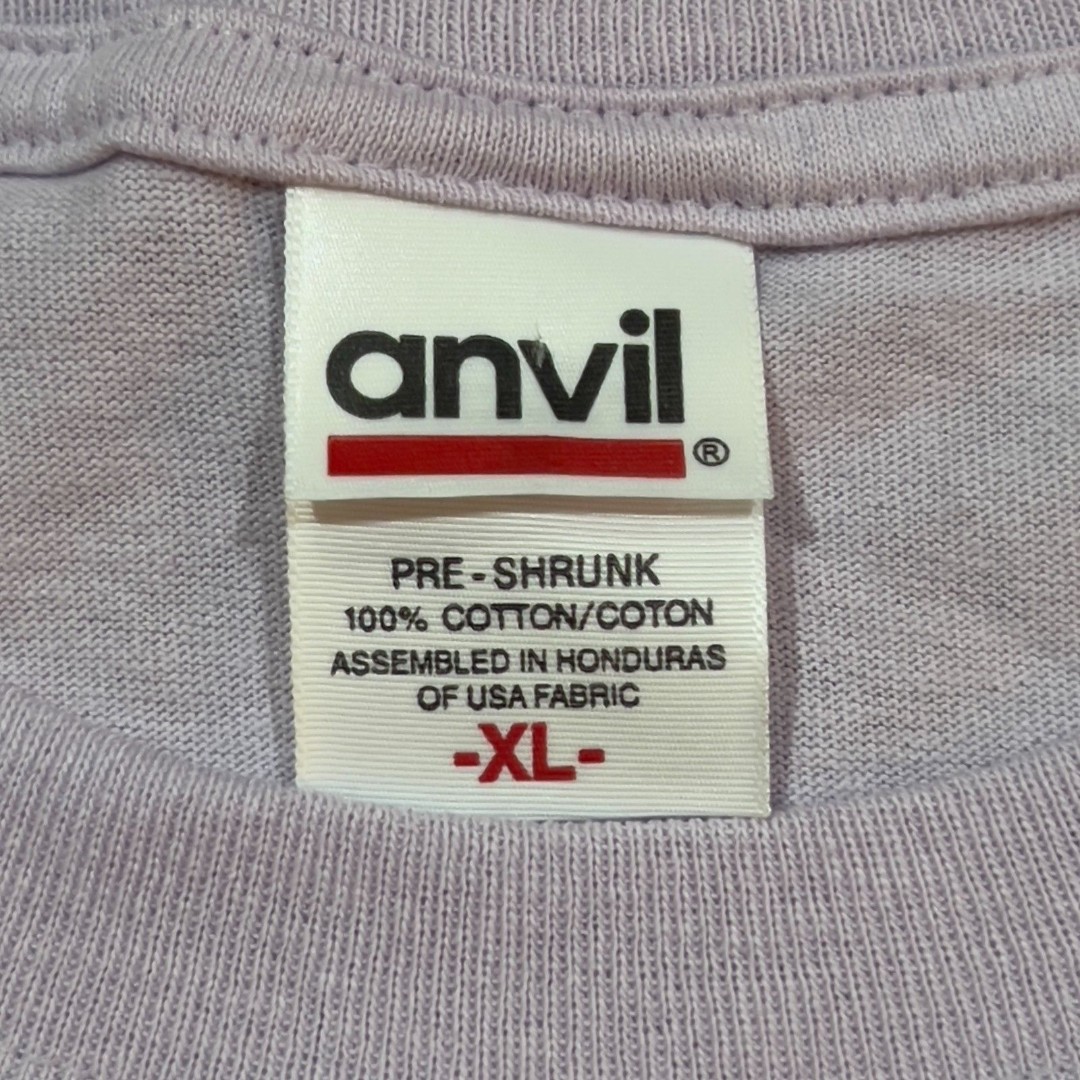 anvil
®
PRE-SHRUNK
100% COTTON/COTON
ASSEMBLED IN HONDURAS
OF USA FABRIC
-XL-